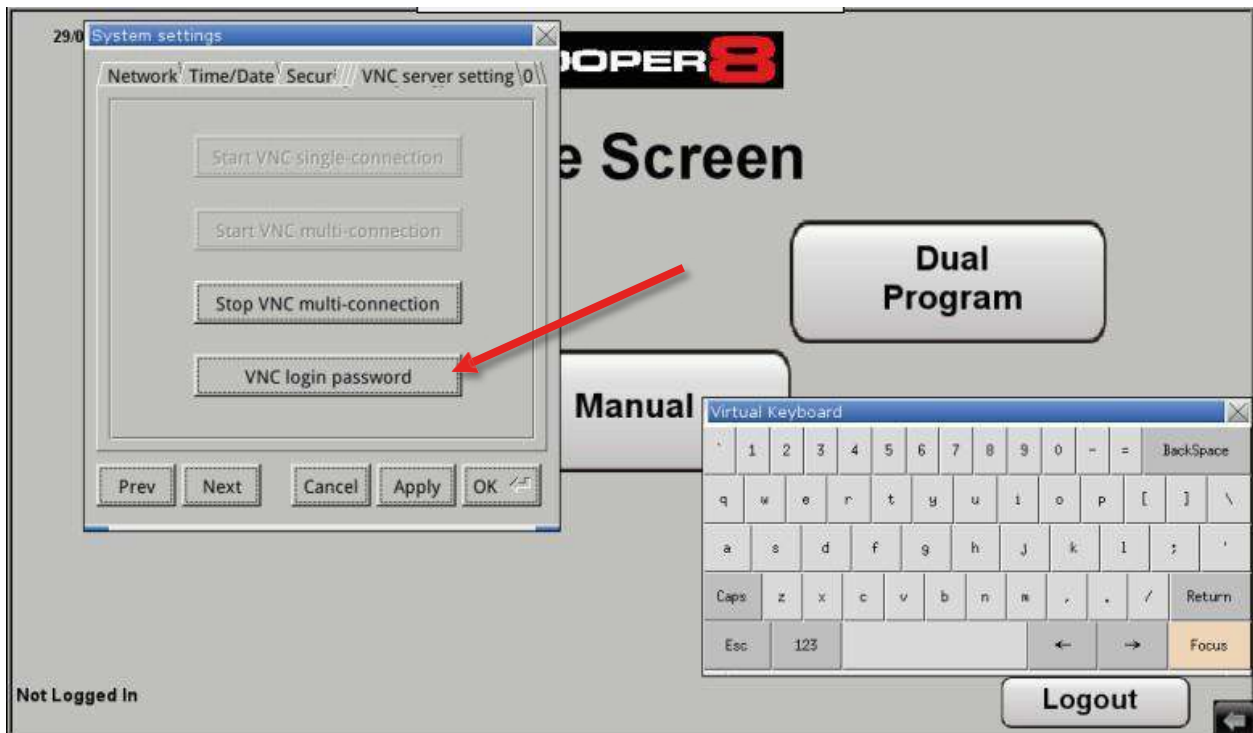 29/0
System settings
OOPER8
Network Time/Date Secur VNC server setting 0
Start VNC single-connection
e Screen
Start VNC multi-connection
Dual
Program
Stop VNC multi-connection
VNC login password
Manual
Virtual Keyboard
` 1 2 3 4 5 6 7 8 9 0 - = BackSpace
Prev Next Cancel Apply OK
q w e r t y u i o p [ ] \
a s d f g h j k l ; '
Caps z x c v b n m , . / Return
Esc 123 ← → Focus
Not Logged In
Logout